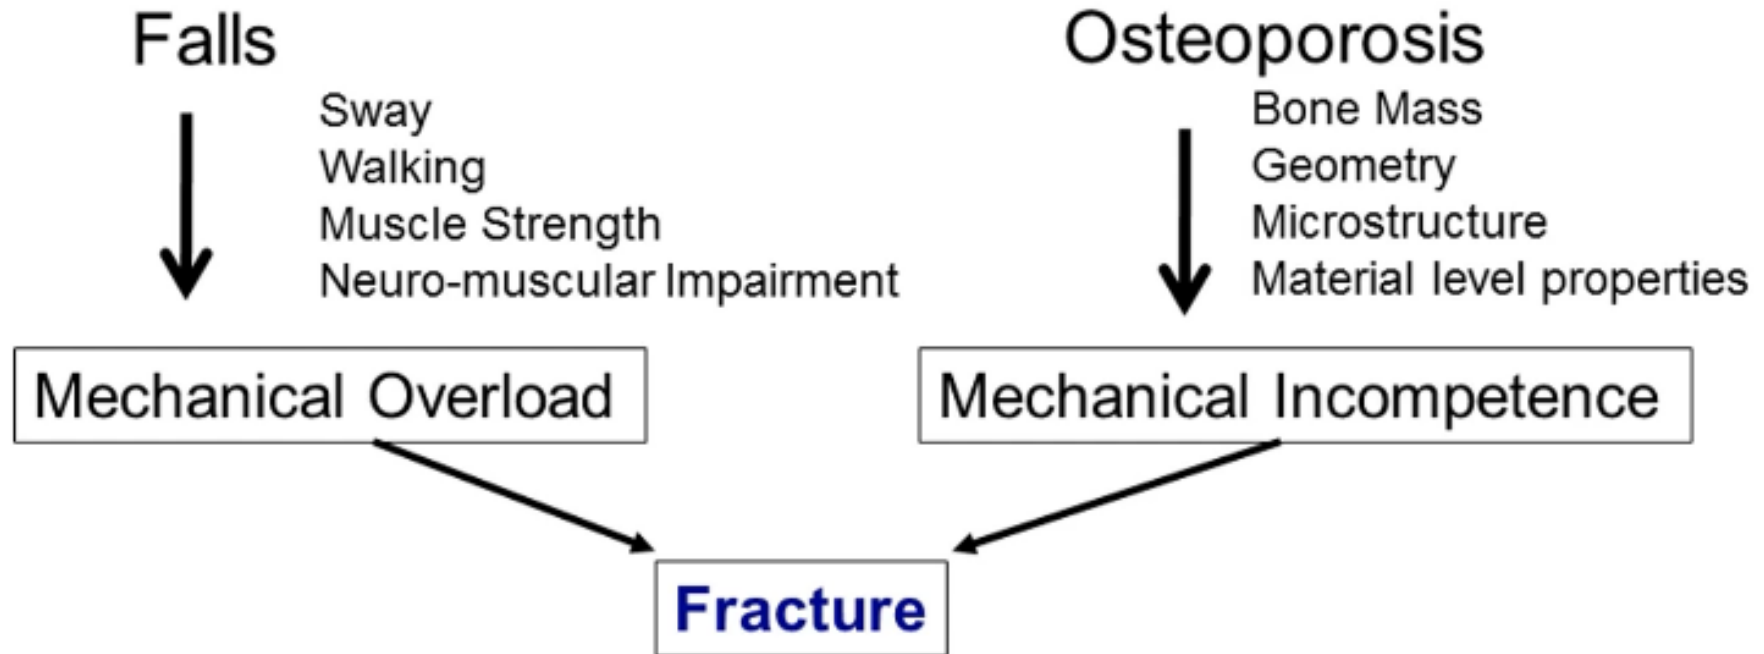 Falls
Sway
Walking
Muscle Strength
Neuro-muscular Impairment
Mechanical Overload
Osteoporosis
Bone Mass
Geometry
Microstructure
Material level properties
Mechanical Incompetence
Fracture